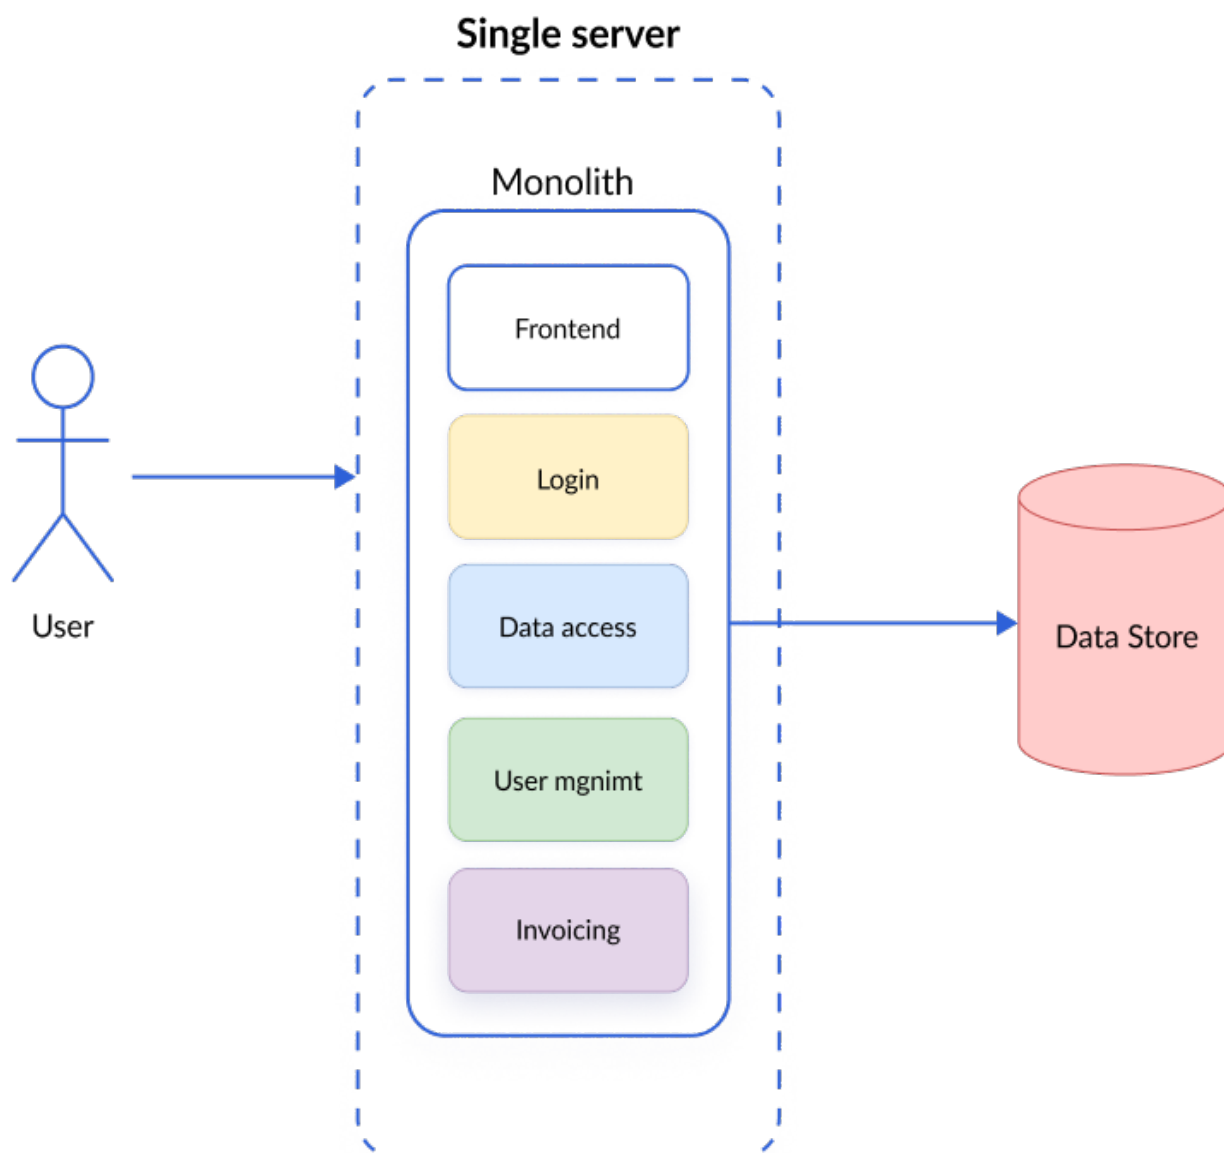 Single server
Monolith
Frontend
Login
Data access
User mgnimt
Invoicing
User
Data Store